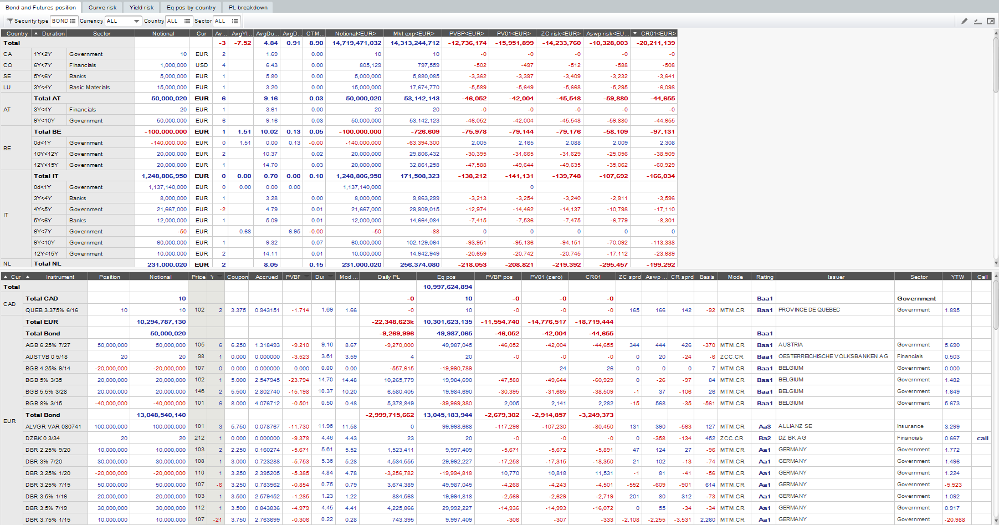 Bond and Futures position Curve risk Yield risk Eq pos by country PL breakdown
Security type BOND Currency ALL Country ALL Sector ALL
Country Duration Sector Notional Cur Av... AvgYI... AvgDu... AvgD... CTM... Notional<EUR> Mkt exp<EUR> PVBP<EUR> PV01<EUR> ZC risk<EUR> Aswp risk<EU... CR01<EUR>
Total -3 -7.52 4.84 0.91 8.90 14,719,471,032 14,313,244,712 -12,736,174 -15,951,899 -14,233,760 -10,328,003 -20,211,139
CA 1Y<2Y Government 10 EUR 2 1.69 0.00 10 10 -0 -0 -0 -0 -0
CO 6Y<7Y Financials 1,000,000 USD 4 6.43 0.00 805,129 797,559 -502 -497 -512 -588 -508
SE 5Y<6Y Banks 5,000,000 EUR 1 5.80 0.00 5,000,000 5,880,085 -3,362 -3,397 -3,409 -3,232 -3,641
LU 3Y<4Y Basic Materials 15,000,000 EUR 1 3.20 0.00 15,000,000 17,674,770 -5,589 -5,649 -5,668 -5,295 -6,098
Total AT 50,000,020 EUR 6 9.16 0.03 50,000,020 53,142,143 -46,052 -42,004 -45,548 -59,880 -44,655
AT 3Y<4Y Financials 20 EUR 1 3.61 0.00 20 20 -0 -0 -0 -0 -0
9Y<10Y Government 50,000,000 EUR 6 9.16 0.03 50,000,000 53,142,123 -46,052 -42,004 -45,548 -59,880 -44,655
Total BE -100,000,000 EUR 1 1.51 10.02 0.13 0.05 -100,000,000 -726,609 -75,978 -79,144 -79,176 -58,109 -97,131
BE 0d<1Y Government -140,000,000 EUR 0 1.51 0.00 0.13 -0.00 -140,000,000 -63,394,300 2,005 2,165 2,088 2,009 2,308
10Y<12Y Government 20,000,000 EUR 2 10.37 0.02 20,000,000 29,806,432 -30,395 -31,665 -31,629 -25,056 -38,509
12Y<15Y Government 20,000,000 EUR 1 14.70 0.03 20,000,000 32,861,258 -47,588 -49,644 -49,635 -35,062 -60,929
Total IT 1,248,806,950 EUR 0 0.00 0.70 0.00 0.10 1,248,806,950 171,508,323 -138,212 -141,131 -139,748 -107,692 -166,034
0d<1Y Government 1,137,140,000 EUR 0 0.00 0.00 0.00 1,137,140,000 0
3Y<4Y Banks 8,000,000 EUR 1 3.28 0.00 8,000,000 9,863,299 -3,213 -3,254 -3,240 -2,911 -3,596
IT 4Y<5Y Government 21,667,000 EUR -2 4.79 0.01 21,667,000 29,909,015 -12,974 -14,462 -14,137 -10,798 -17,110
5Y<6Y Banks 12,000,000 EUR 1 5.09 0.01 12,000,000 14,664,084 -7,415 -7,536 -7,475 -6,779 -8,301
6Y<7Y Government -50 EUR 0.68 6.95 -0.00 -50 -88 0 0 0 0 0
9Y<10Y Government 60,000,000 EUR 1 9.32 0.07 60,000,000 102,129,064 -93,951 -95,136 -94,151 -70,092 -113,338
12Y<15Y Government 10,000,000 EUR 2 14.11 0.01 10,000,000 14,942,949 -20,659 -20,742 -20,745 -17,112 -23,689
NL Total NL 231,000,020 EUR 2 8.05 0.15 231,000,020 256,374,080 -218,053 -208,821 -219,392 -295,457 -199,292
Cur Instrument Position Notional Price Y Coupon Accrued PVBF Dur Mod ... Daily PL Eq pos PVBP pos PV01 (zero) CR01 ZC sprd Aswp ... CR sprd Basis Mode Rating Issuer Sector YTW Call
Total 10,997,624,894
CAD Total CAD 10 -0 10 -0 -0 -0 Baa1 Government
QUEB 3.375% 6/16 10 10 102 2 3.375 0.943151 -1.714 1.69 1.66 -0 10 -0 -0 -0 165 166 142 -92 MTM.CR Baa1 PROVINCE DE QUEBEC Government 1.895
Total EUR 10,294,787,130 -22,348,623k 10,301,623,135 -11,554,740 -14,776,517 -18,719,444
Total Bond 50,000,020 -9,269,996 49,987,065 -46,052 -42,004 -44,655 Baa1
AGB 6.25% 7/27 50,000,000 50,000,000 105 6 6.250 1.318493 -9.210 9.16 8.67 -9,270,000 49,987,045 -46,052 -42,004 -44,655 344 444 426 -370 MTM.CR Baa1 AUSTRIA Government 5.690
AUSTVB 0 5/18 20 20 98 1 0.000 0.000000 -3.523 3.61 3.59 4 20 -0 -0 -0 0 20 -24 -6 ZCC.CR Baa1 OESTERREICHISCHE VOLKSBANKEN AG Financials 0.503
BGB 4.25% 9/14 -20,000,000 -20,000,000 107 0 0.000 0.000000 0.000 0.00 0.00 -557,615 -19,990,789 24 26 0 0 0 7 MTM.CR Baa1 BELGIUM Government 0.000
BGB 5% 3/35 20,000,000 20,000,000 162 1 5.000 2.547945 -23.794 14.70 14.48 10,265,779 19,984,690 -47,588 -49,644 -60,929 0 -26 -97 84 MTM.CR Baa1 BELGIUM Government 1.482
BGB 5.5% 3/28 20,000,000 20,000,000 146 2 5.500 2.802740 -15.198 10.37 10.20 6,580,405 19,984,690 -30,395 -31,665 -38,509 -1 37 -106 26 MTM.CR Baa1 BELGIUM Government 1.649
BGB 8% 3/15 -40,000,000 -40,000,000 101 6 8.000 4.076712 -0.501 0.50 0.48 5,378,849 -39,969,380 2,005 2,141 2,282 -15 568 -35 -561 MTM.CR Baa1 BELGIUM Government 5.673
Total Bond 13,048,540,140 -2,999,715,662 13,045,183,944 -2,679,302 -2,914,857 -3,249,373
EUR ALVGR VAR 080741 100,000,000 100,000,000 101 3 5.750 0.078767 -11.730 11.96 11.58 0 99,998,668 -117,296 -107,230 -80,450 131 390 -563 127 MTM.CR Aa3 ALLIANZ SE Insurance 3.299
DZBK 0 3/34 20 20 212 1 0.000 0.000000 -9.378 4.46 4.43 23 20 -0 -0 -0 0 -358 -134 452 ZCC.CR Ba2 DZ BK AG Financials 0.667 call
DBR 2.25% 9/20 10,000,000 10,000,000 103 2 2.250 0.160274 -5.671 5.61 5.52 1,523,411 9,997,409 -5,671 -5,672 -5,891 47 124 27 -96 MTM.CR Aa1 GERMANY Government 1.772
DBR 3% 7/20 30,000,000 30,000,000 108 1 3.000 0.723288 -5.753 5.36 5.28 4,534,555 29,992,227 -17,258 -17,315 -18,350 21 102 -13 -74 MTM.CR Aa1 GERMANY Government 1.496
DBR 3.25% 1/20 -20,000,000 -20,000,000 110 1 3.250 2.395205 -5.385 4.84 4.78 -3,256,782 -19,994,818 10,770 10,818 11,531 -1 81 -41 -56 MTM.CR Aa1 GERMANY Government 1.224
DBR 3.25% 7/15 50,000,000 50,000,000 107 -6 3.250 0.783562 -0.854 0.75 0.79 3,674,389 49,987,045 -4,268 -4,243 -4,501 -552 -609 -901 614 MTM.CR Aa1 GERMANY Government -5.523
DBR 3.5% 1/16 20,000,000 20,000,000 103 1 3.500 2.579452 -1.285 1.23 1.22 884,568 19,994,818 -2,569 -2,629 -2,719 201 80 312 -73 MTM.CR Aa1 GERMANY Government 1.092
DBR 3.5% 7/19 30,000,000 30,000,000 112 1 3.500 0.843836 -4.979 4.45 4.41 4,225,866 29,992,227 -14,936 -14,993 -16,072 0 55 -34 -34 MTM.CR Aa1 GERMANY Government 0.917
DBR 3.75% 1/15 10,000,000 10,000,000 107 -21 3.750 2.763699 -0.306 0.22 0.28 743,395 9,997,409 -306 -307 -333 -2,108 -2,255 -3,531 2,260 MTM.CR Aa1 GERMANY Government -20.988